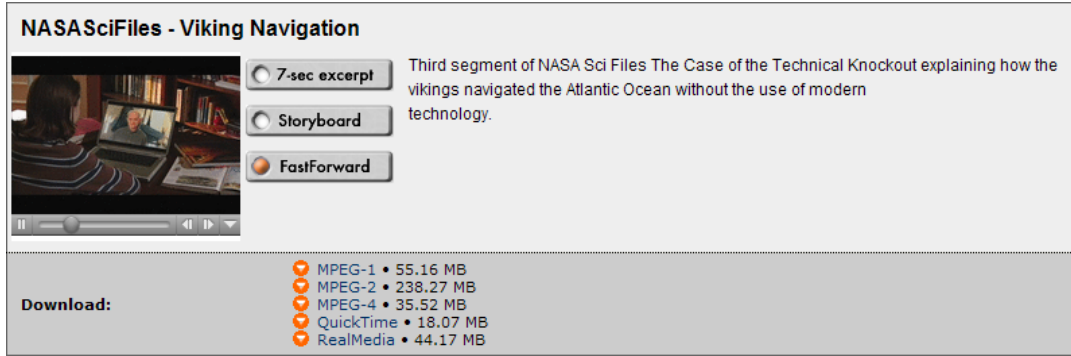 NASASciFiles - Viking Navigation
7-sec excerpt
Storyboard
FastForward
Third segment of NASA Sci Files The Case of the Technical Knockout explaining how the
vikings navigated the Atlantic Ocean without the use of modern
technology.
Download:
MPEG-1 • 55.16 MB
MPEG-2 • 238.27 MB
MPEG-4 • 35.52 MB
QuickTime • 18.07 MB
RealMedia • 44.17 MB